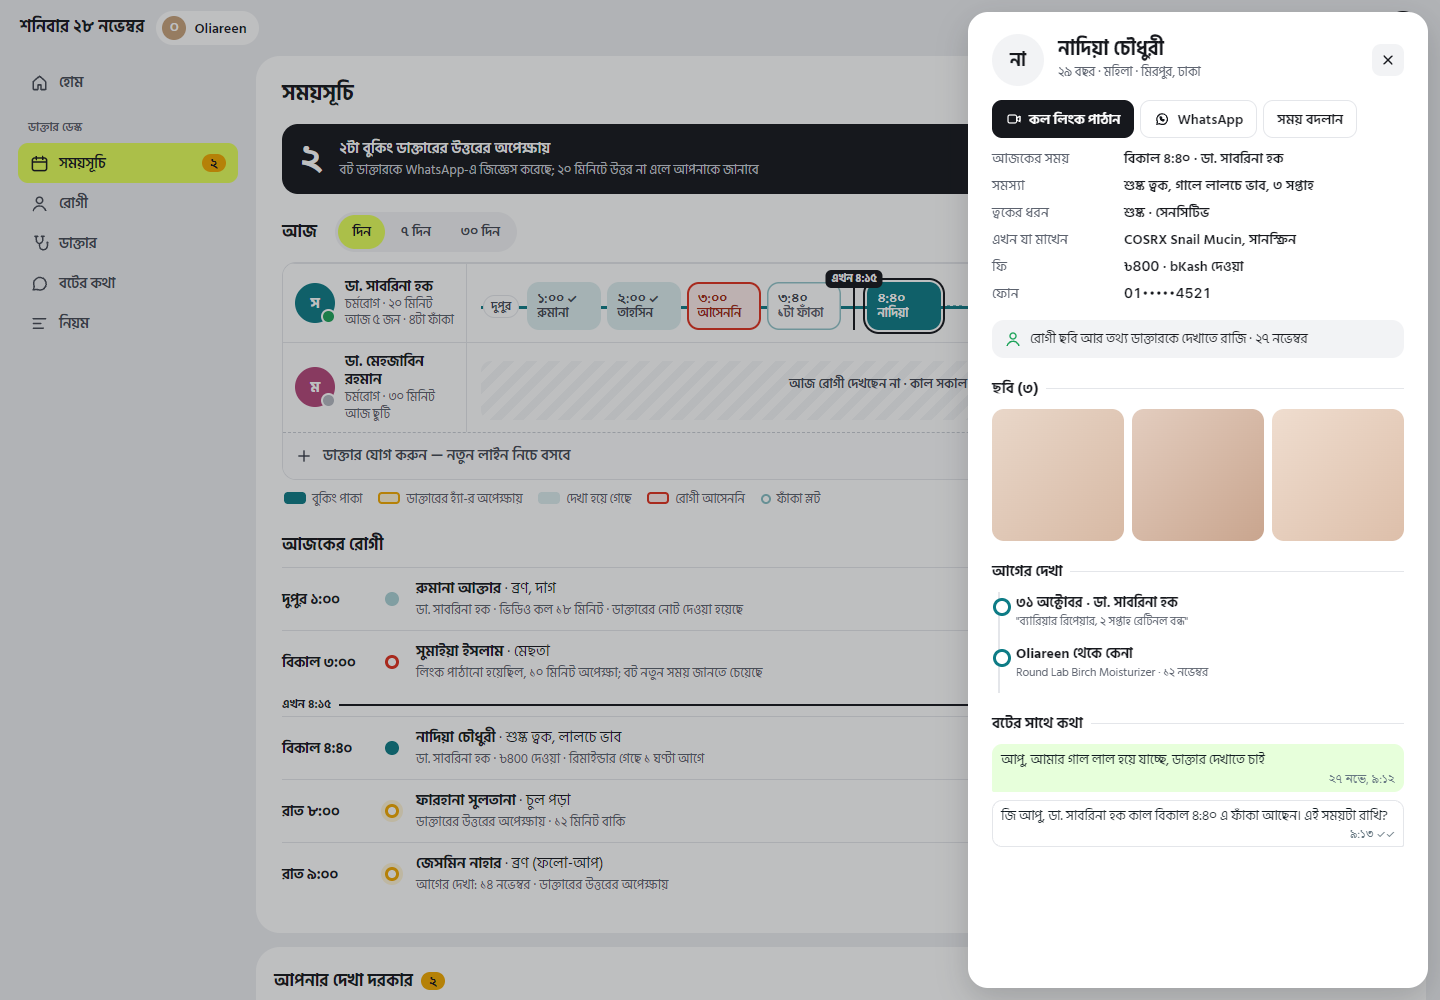 শনিবার ২৮ নভেম্বর
O Oliareen
হোম
ডাক্তার ডেস্ক
সময়সূচি ২
রোগী
ডাক্তার
বটের কথা
নিয়ম
সময়সূচি
২
২টা বুকিং ডাক্তারের উত্তরের অপেক্ষায়
বট ডাক্তারকে WhatsApp-এ জিজ্ঞেস করেছে; ২০ মিনিটে উত্তর না এলে আপনাকে জানাবে
আজ দিন ৭ দিন ৩০ দিন
এখন ৪:১৫
স
ডা. সাবরিনা হক
চর্মরোগ · ২০ মিনিট
আজ ৫ জন · ৪টা ফাঁকা
দুপুর
১:০০ ✓
রুমানা
২:০০ ✓
তাহসিন
৩:০০
আসেননি
৩:৪০
১টা ফাঁকা
৪:৪০
নাদিয়া
ম
ডা. মেহজাবিন
রহমান
চর্মরোগ · ৩০ মিনিট
আজ ছুটি
আজ রোগী দেখছেন না · কাল সকাল
ডাক্তার যোগ করুন — নতুন লাইন নিচে বসবে
বুকিং পাকা ডাক্তারের হ্যাঁ-র অপেক্ষায় দেখা হয়ে গেছে রোগী আসেননি ফাঁকা স্লট
আজকের রোগী
দুপুর ১:০০
রুমানা আক্তার · ব্রণ, দাগ
ডা. সাবরিনা হক · ভিডিও কল ১৮ মিনিট · ডাক্তারের নোট দেওয়া হয়েছে
বিকাল ৩:০০
সুমাইয়া ইসলাম · মেছতা
লিংক পাঠানো হয়েছিল, ১০ মিনিট অপেক্ষা; বট নতুন সময় জানতে চেয়েছে
এখন ৪:১৫
বিকাল ৪:৪০
নাদিয়া চৌধুরী · শুষ্ক ত্বক, লালচে ভাব
ডা. সাবরিনা হক · ৳৪00 দেওয়া · রিমাইন্ডার গেছে ১ ঘণ্টা আগে
রাত ৮:০০
ফারহানা সুলতানা · চুল পড়া
ডাক্তারের উত্তরের অপেক্ষায় · ১২ মিনিট বাকি
রাত ৯:০০
জেসমিন নাহার · ব্রণ (ফলো-আপ)
আগের দেখা: ১৪ নভেম্বর · ডাক্তারের উত্তরের অপেক্ষায়
আপনার দেখা দরকার ২
না
নাদিয়া চৌধুরী
২৯ বছর · মহিলা · মিরপুর, ঢাকা
কল লিংক পাঠান WhatsApp সময় বদলান
আজকের সময় বিকাল ৪:৪০ · ডা. সাবরিনা হক
সমস্যা শুষ্ক ত্বক, গালে লালচে ভাব, ৩ সপ্তাহ
ত্বকের ধরন শুষ্ক · সেনসিটিভ
এখন যা মাখেন COSRX Snail Mucin, সানস্ক্রিন
ফি ৳800 · bKash দেওয়া
ফোন 01•••••4521
রোগী ছবি আর তথ্য ডাক্তারকে দেখাতে রাজি · ২৭ নভেম্বর
ছবি (৩)
আগের দেখা
৩১ অক্টোবর · ডা. সাবরিনা হক
"ব্যারিয়ার রিপেয়ার, ২ সপ্তাহ রেটিনল বন্ধ"
Oliareen থেকে কেনা
Round Lab Birch Moisturizer · ১২ নভেম্বর
বটের সাথে কথা
আপু, আমার গাল লাল হয়ে যাচ্ছে, ডাক্তার দেখাতে চাই
২৭ নভে, ৯:১২
জি আপু, ডা. সাবরিনা হক কাল বিকাল ৪:৪০ এ ফাঁকা আছেন। এই সময়টা রাখি?
৯:১৩ ✓✓